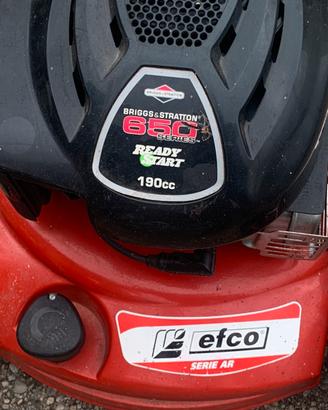 BRIGGS & STRATTON
BRIGGS&STRATTON
650
SERIES
READY
START
190cc
efco
SERIE AR